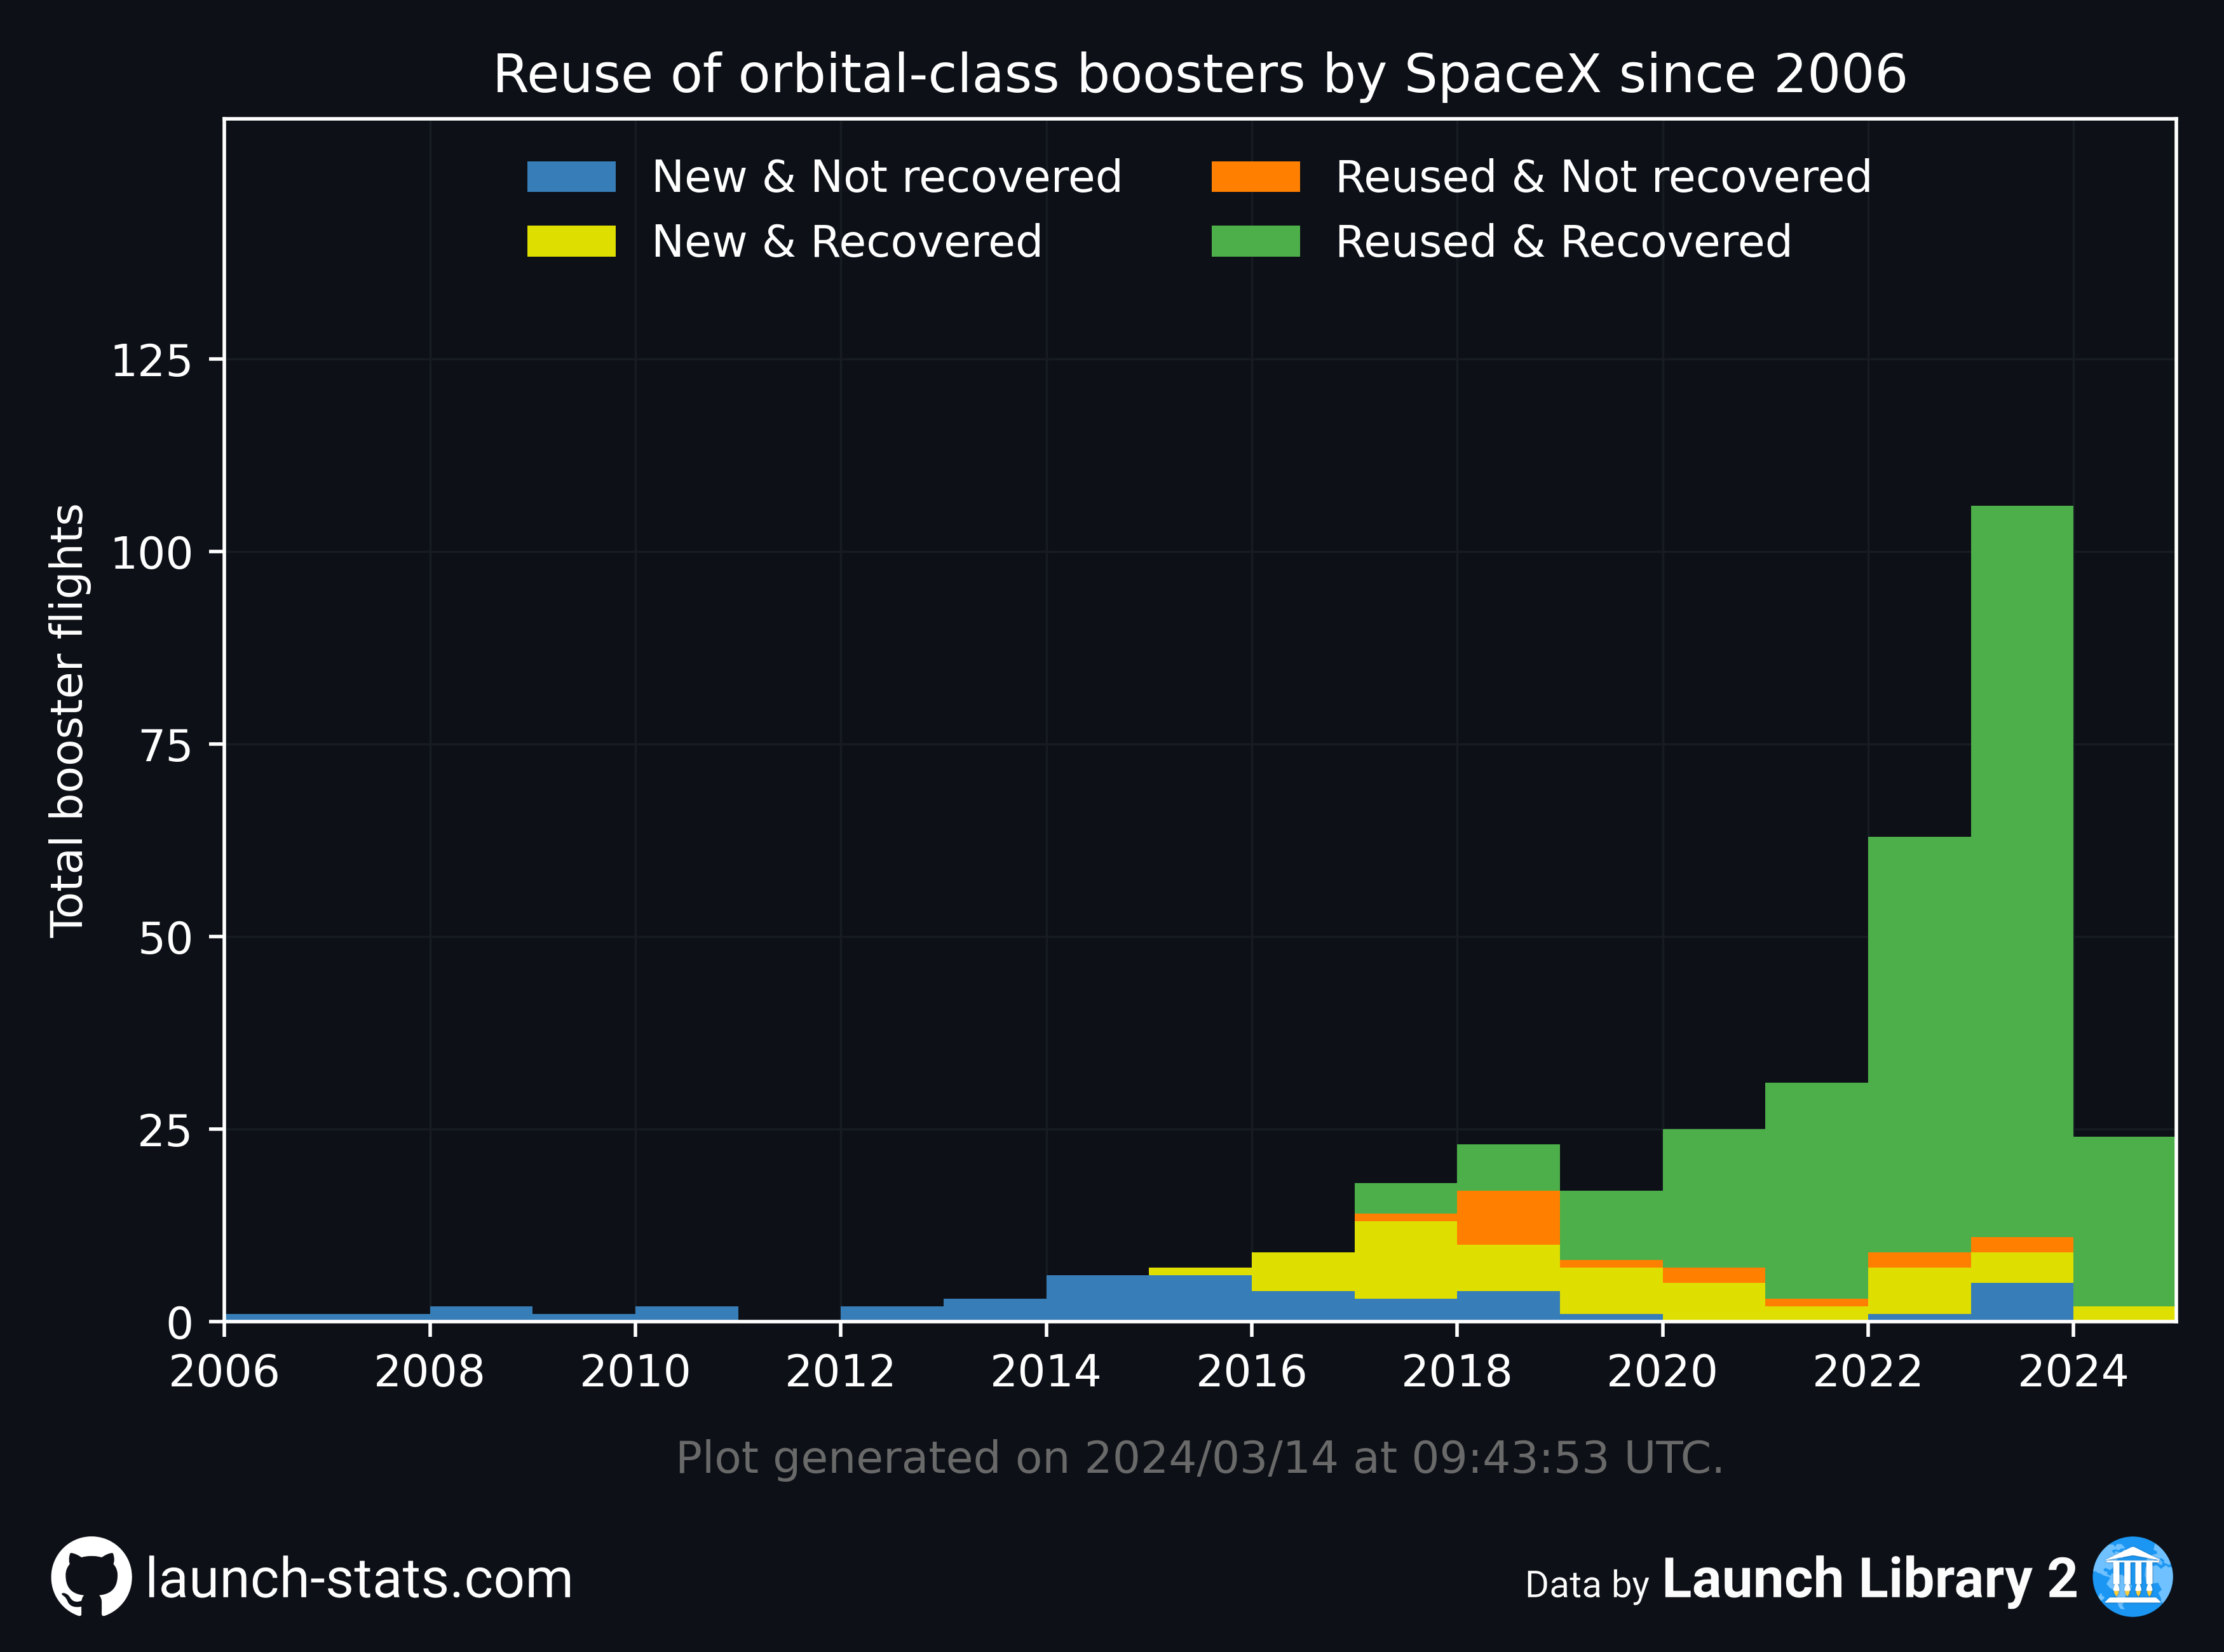 Reuse of orbital-class boosters by SpaceX since 2006
New & Not recovered
New & Recovered
Reused & Not recovered
Reused & Recovered
Total booster flights
125
100
75
50
25
0
2006 2008 2010 2012 2014 2016 2018 2020 2022 2024
Plot generated on 2024/03/14 at 09:43:53 UTC.
launch-stats.com
Data by Launch Library 2